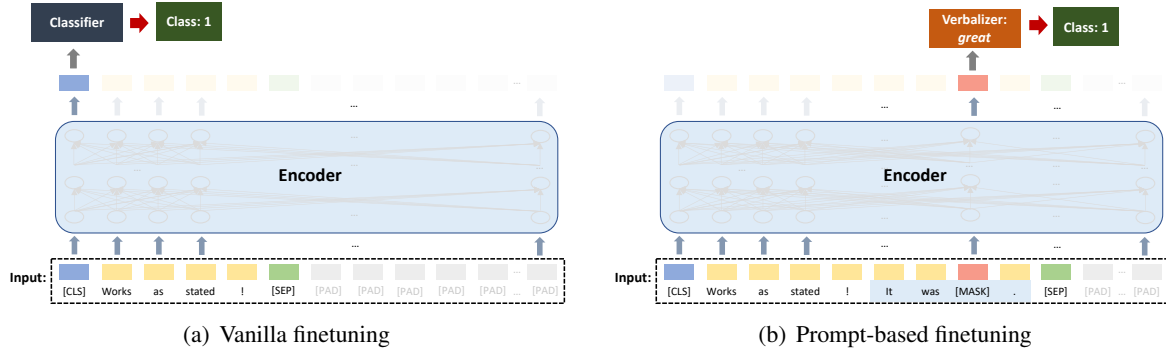 Classifier
Class: 1
...
Encoder
...
Input:
[CLS] Works as stated ! [SEP] [PAD] [PAD] [PAD] [PAD] [PAD] ... [PAD]
(a) Vanilla finetuning
Verbalizer:
great
Class: 1
...
Encoder
...
Input:
[CLS] Works as stated ! It was [MASK] . [SEP] [PAD] ... [PAD]
(b) Prompt-based finetuning